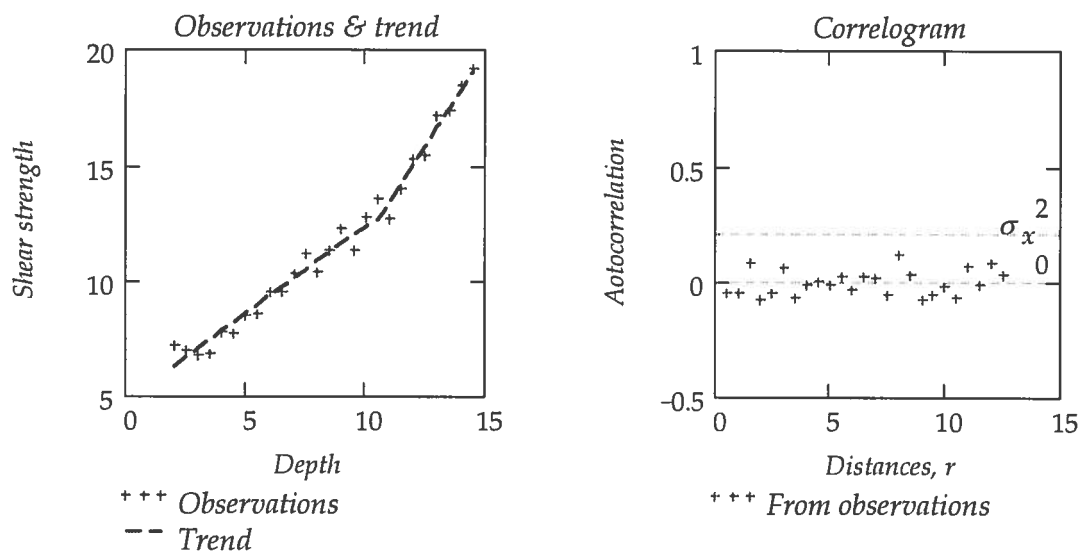 Observations & trend
20
15
10
5
0 5 10 15
Shear strength
Depth
+ + + Observations
Trend
Correlogram
1
0.5
0
-0.5
0 5 10 15
Aotocorrelation
σx2
0
Distances, r
+ + + From observations